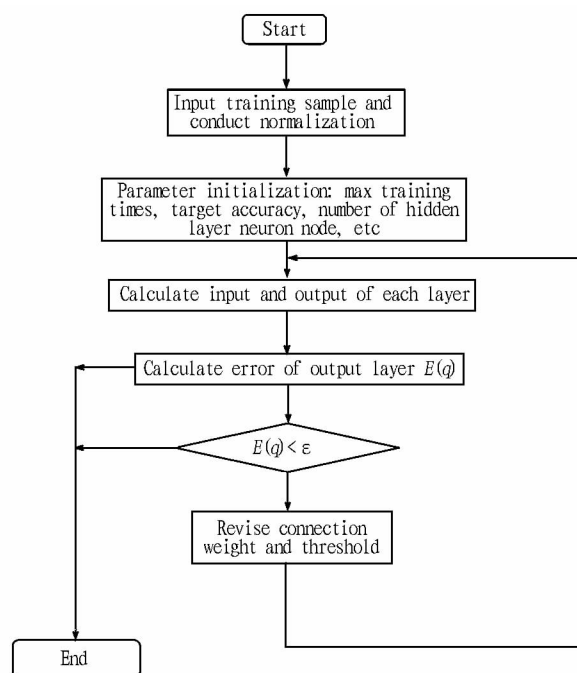 Start
Input training sample and
conduct normalization
Parameter initialization: max training
times, target accuracy, number of hidden
layer neuron node, etc
Calculate input and output of each layer
Calculate error of output layer E(q)
E(q) < ε
Revise connection
weight and threshold
End